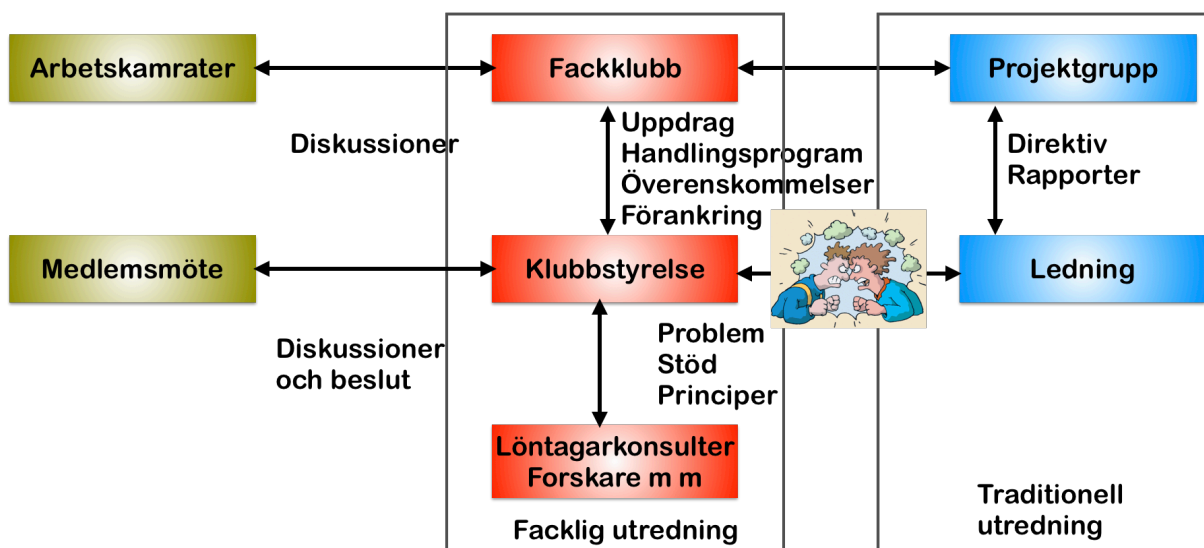 Arbetskamrater
Fackklubb
Projektgrupp
Diskussioner
Uppdrag
Handlingsprogram
Överenskommelser
Förankring
Direktiv
Rapporter
Medlemsmöte
Klubbstyrelse
Ledning
Diskussioner
och beslut
Problem
Stöd
Principer
Löntagarkonsulter
Forskare m m
Facklig utredning
Traditionell
utredning